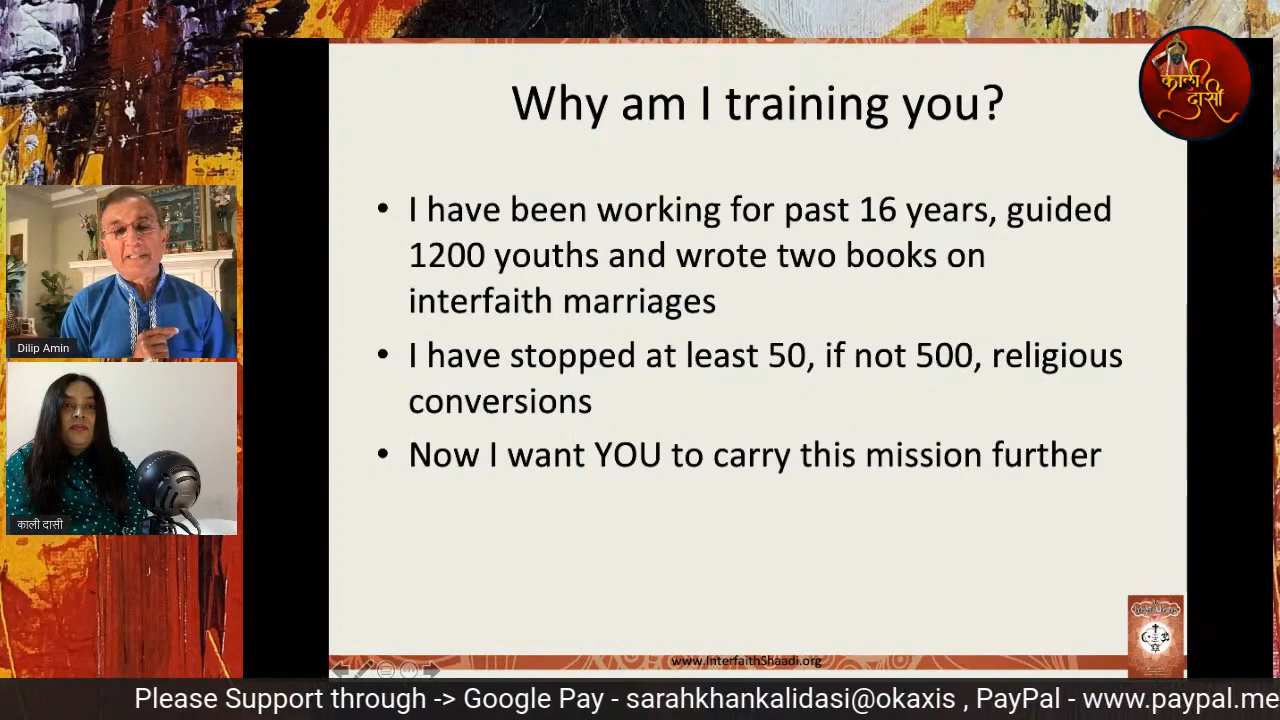 Why am I training you?
काली
दासी
• I have been working for past 16 years, guided
1200 youths and wrote two books on
interfaith marriages
• I have stopped at least 50, if not 500, religious
conversions
• Now I want YOU to carry this mission further
Dilip Amin
काली दासी
www.InterfaithShaadi.org
Please Support through -> Google Pay - sarahkhankalidasi@okaxis , PayPal - www.paypal.me